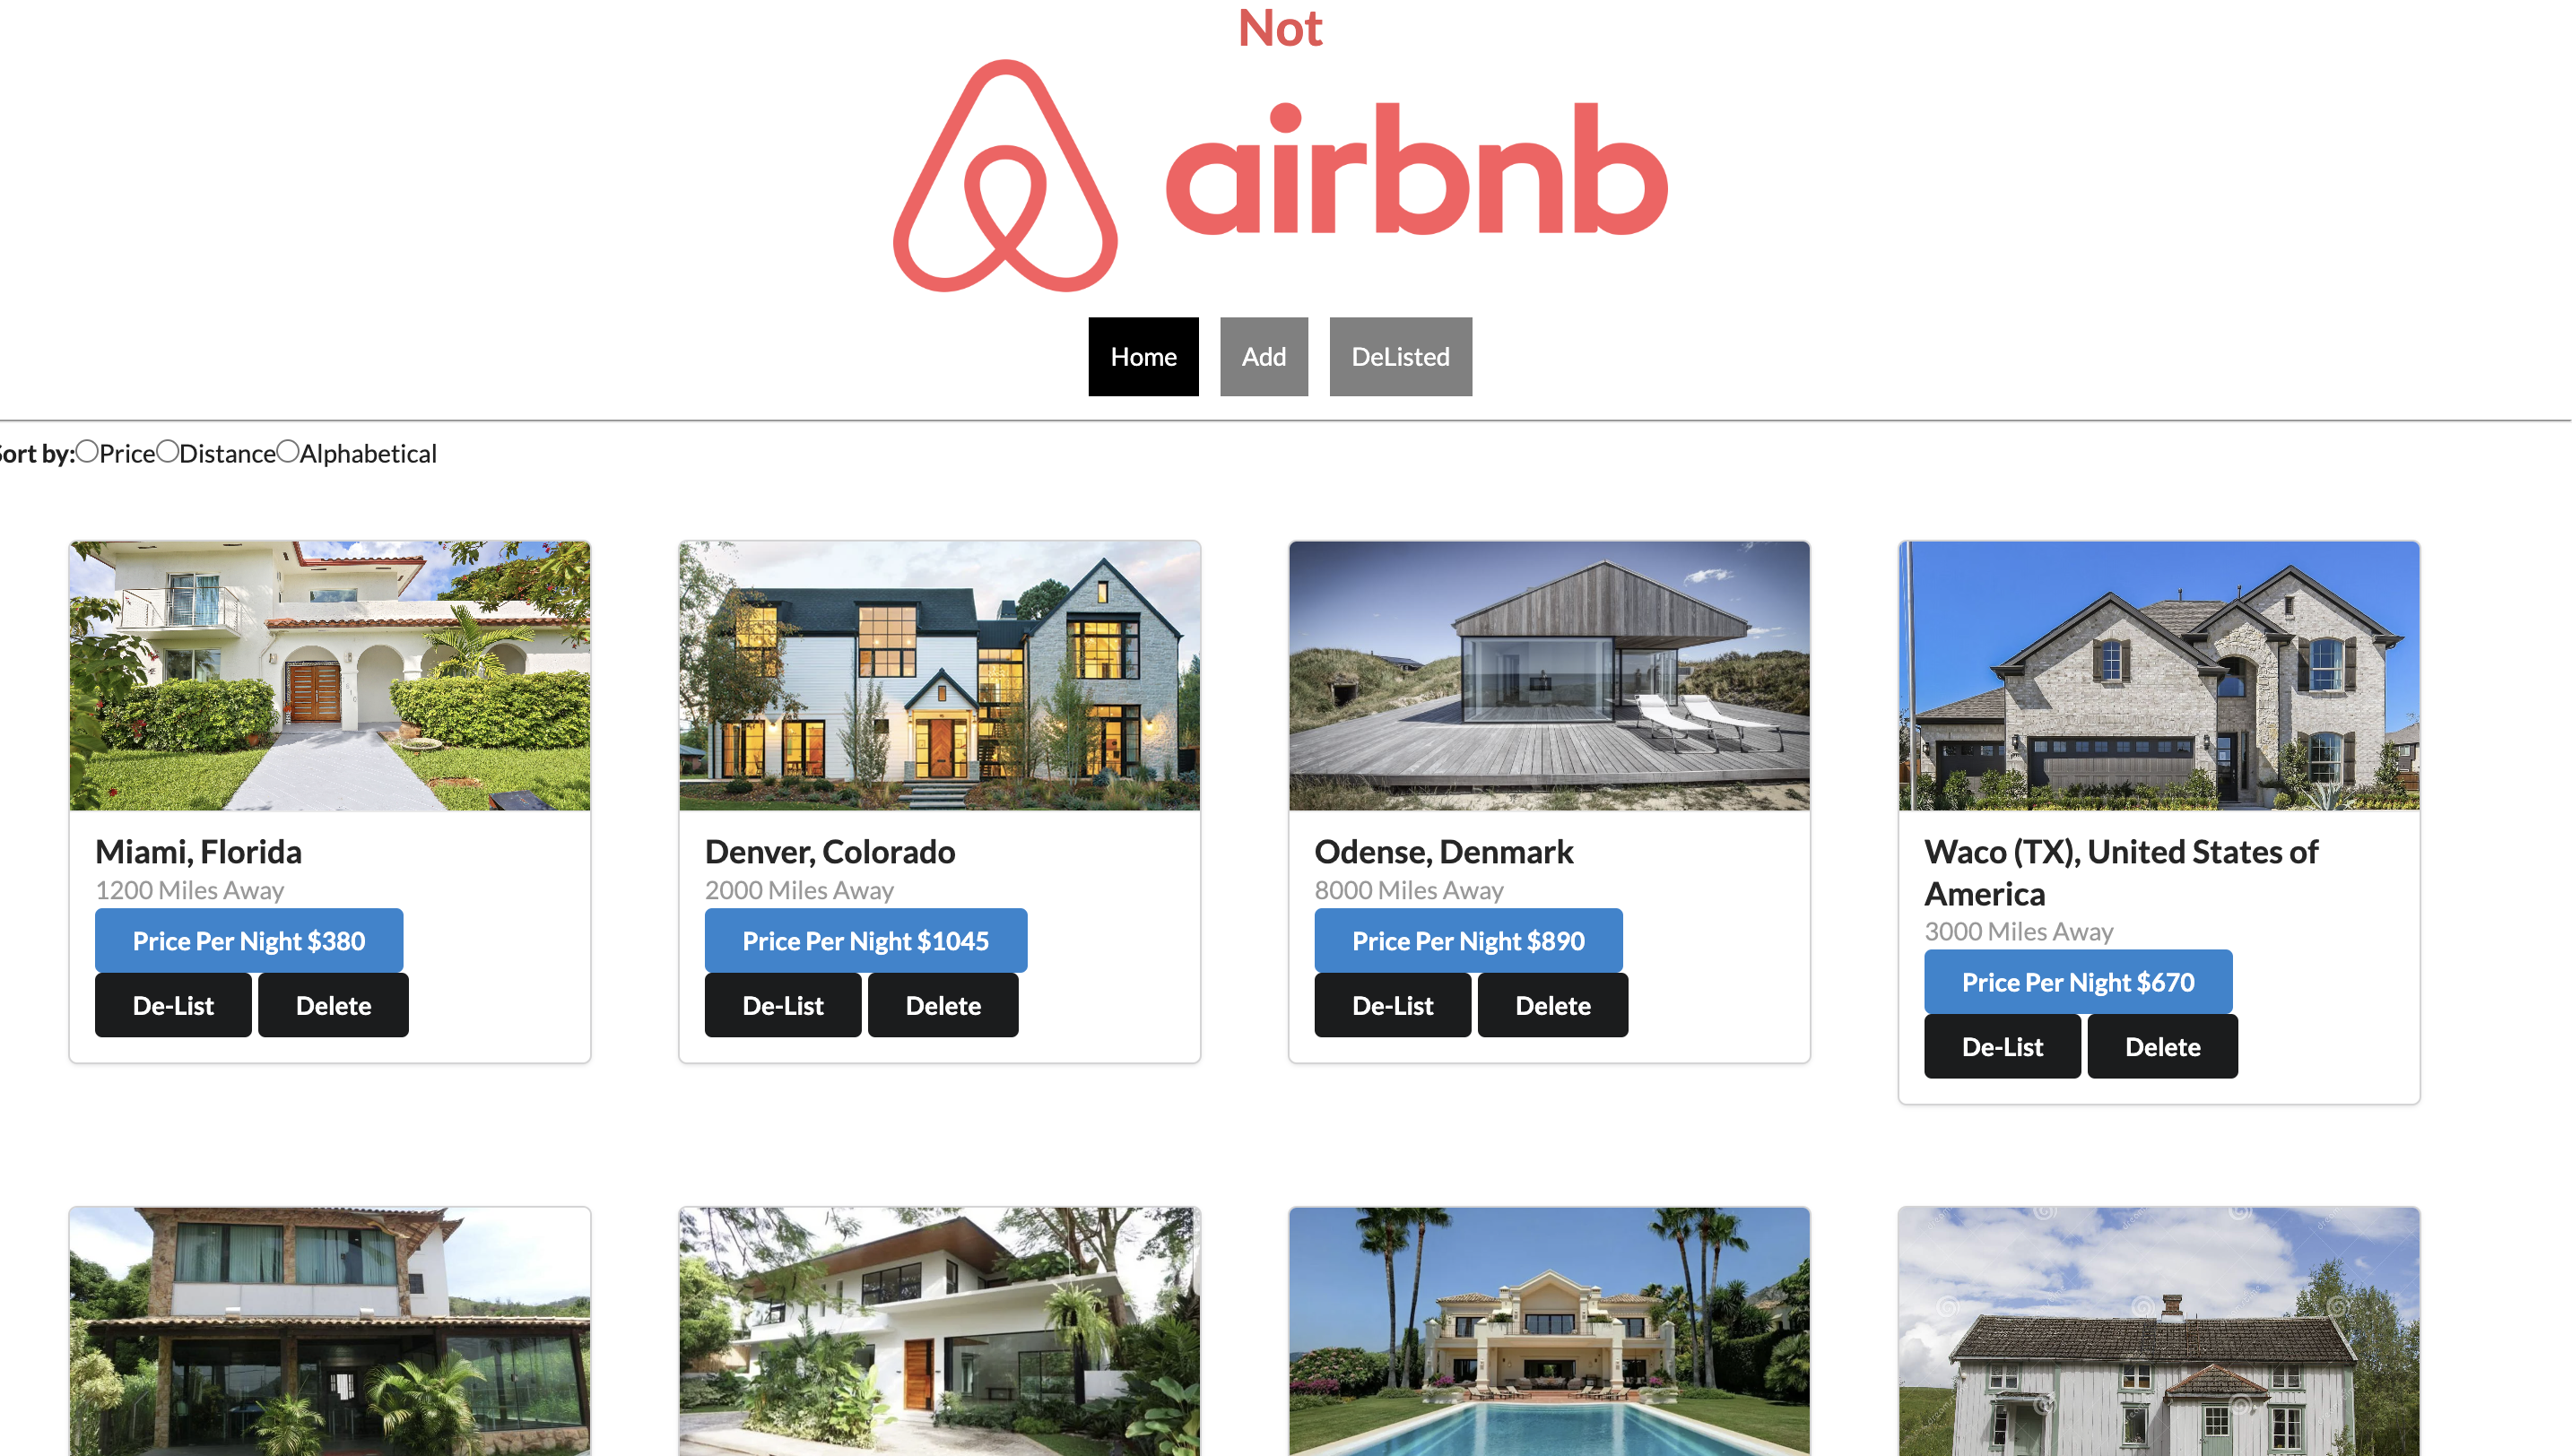 Not
airbnb
Home Add DeListed
Sort by: Price Distance Alphabetical
Miami, Florida
1200 Miles Away
Price Per Night $380
De-List Delete
Denver, Colorado
2000 Miles Away
Price Per Night $1045
De-List Delete
Odense, Denmark
8000 Miles Away
Price Per Night $890
De-List Delete
Waco (TX), United States of
America
3000 Miles Away
Price Per Night $670
De-List Delete